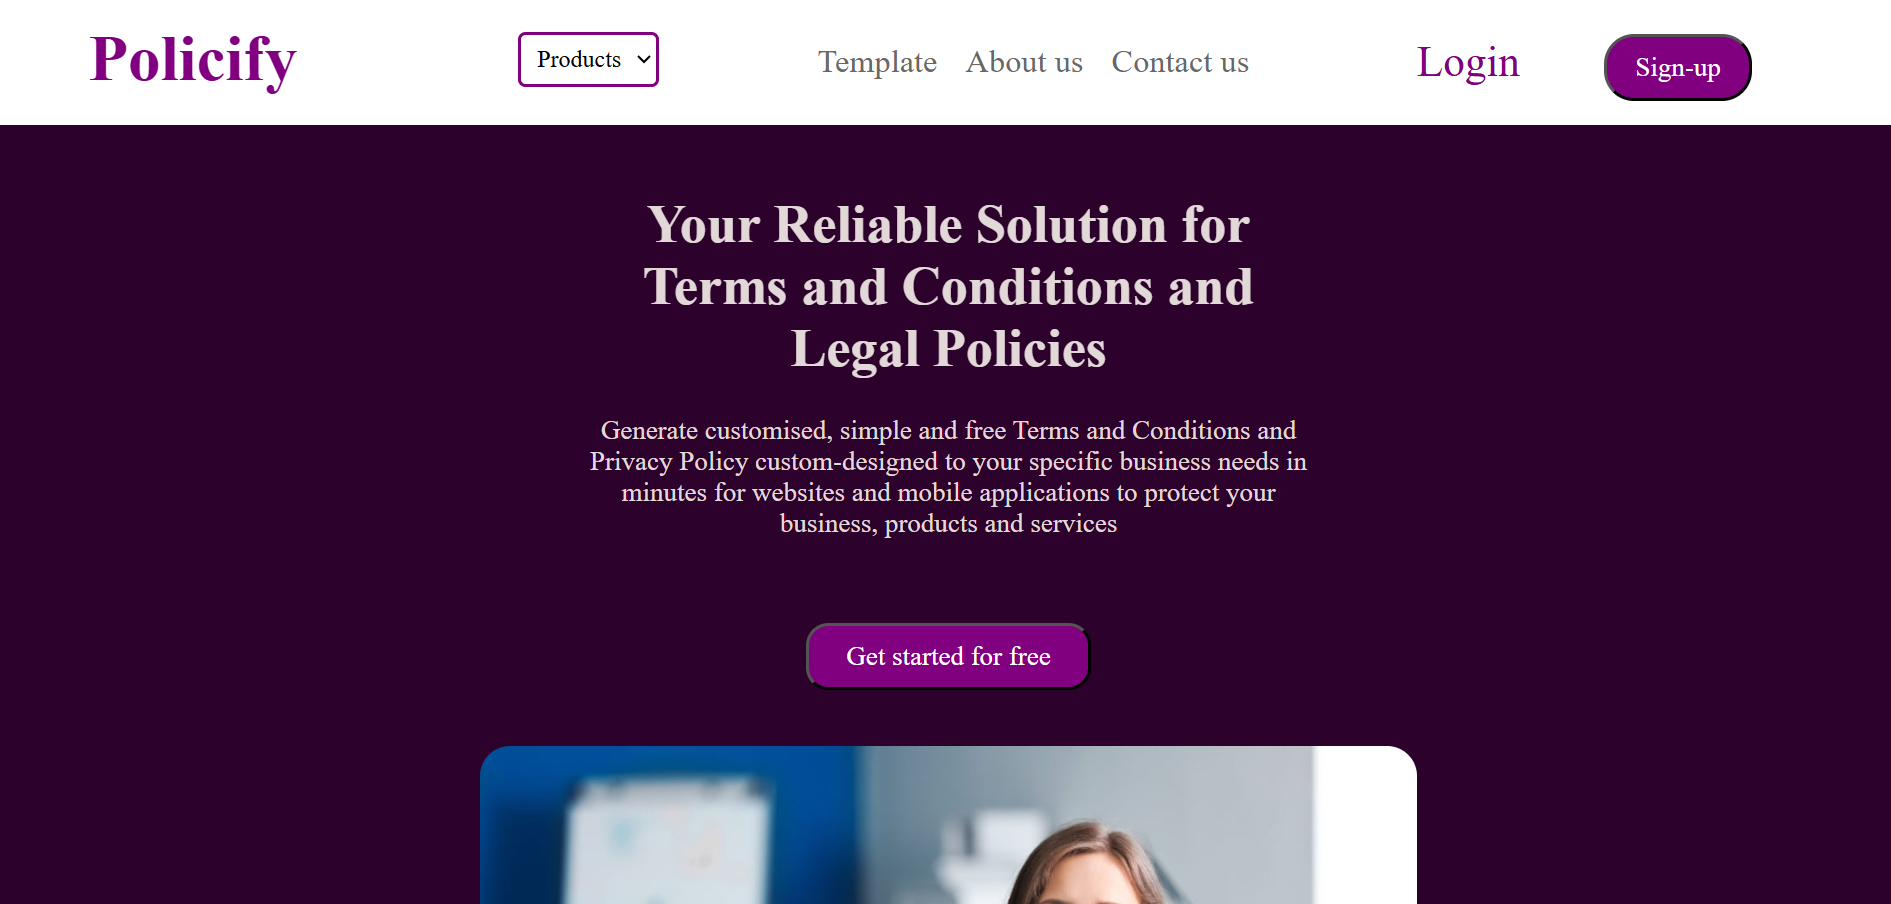 Policify
Products
Template
About us
Contact us
Login
Sign-up
Your Reliable Solution for
Terms and Conditions and
Legal Policies
Generate customised, simple and free Terms and Conditions and
Privacy Policy custom-designed to your specific business needs in
minutes for websites and mobile applications to protect your
business, products and services
Get started for free